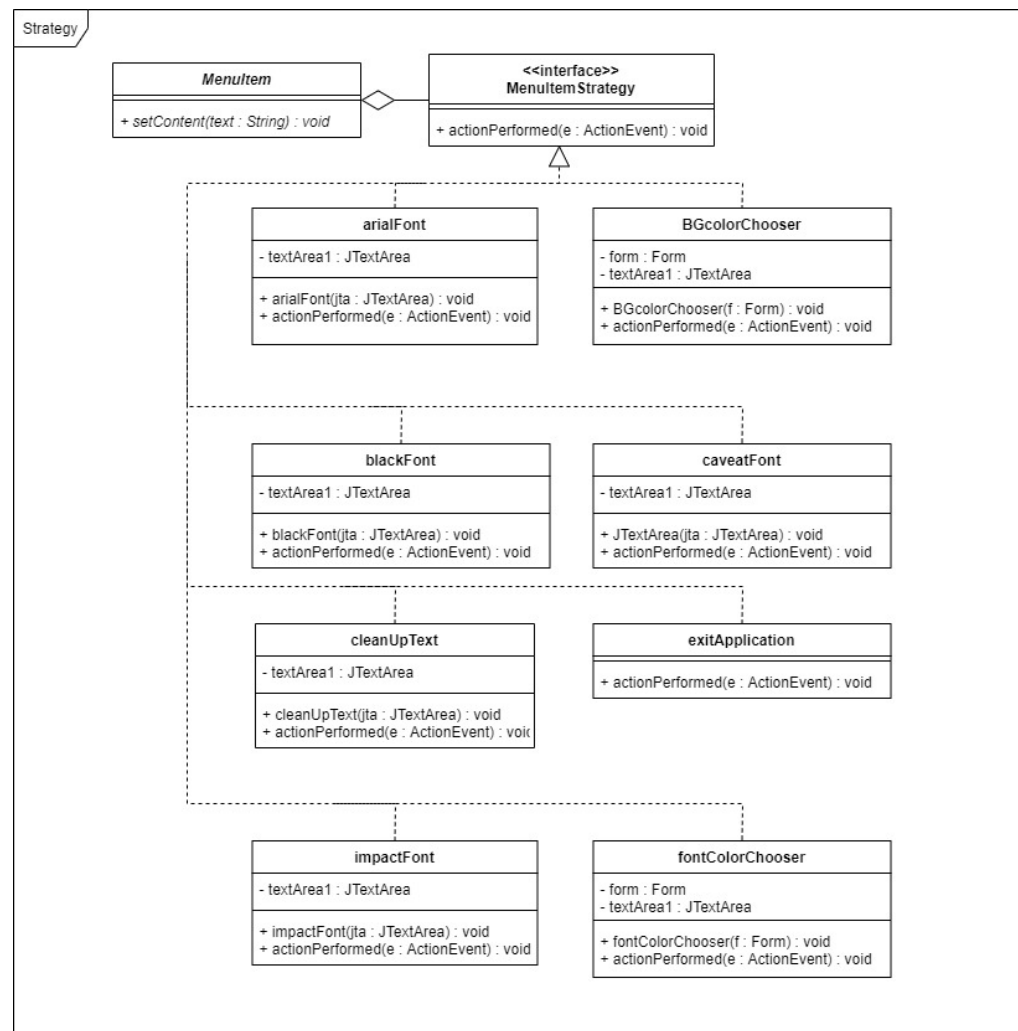 Strategy
MenuItem
+ setContent(text : String) : void
<<interface>>
MenuItemStrategy
+ actionPerformed(e : ActionEvent) : void
arialFont
- textArea1 : JTextArea
+ arialFont(jta : JTextArea) : void
+ actionPerformed(e : ActionEvent) : void
BGcolorChooser
- form : Form
- textArea1 : JTextArea
+ BGcolorChooser(f : Form) : void
+ actionPerformed(e : ActionEvent) : void
blackFont
- textArea1 : JTextArea
+ blackFont(jta : JTextArea) : void
+ actionPerformed(e : ActionEvent) : void
caveatFont
- textArea1 : JTextArea
+ JTextArea(jta : JTextArea) : void
+ actionPerformed(e : ActionEvent) : void
cleanUpText
- textArea1 : JTextArea
+ cleanUpText(jta : JTextArea) : void
+ actionPerformed(e : ActionEvent) : void
exitApplication
+ actionPerformed(e : ActionEvent) : void
impactFont
- textArea1 : JTextArea
+ impactFont(jta : JTextArea) : void
+ actionPerformed(e : ActionEvent) : void
fontColorChooser
- form : Form
- textArea1 : JTextArea
+ fontColorChooser(f : Form) : void
+ actionPerformed(e : ActionEvent) : void